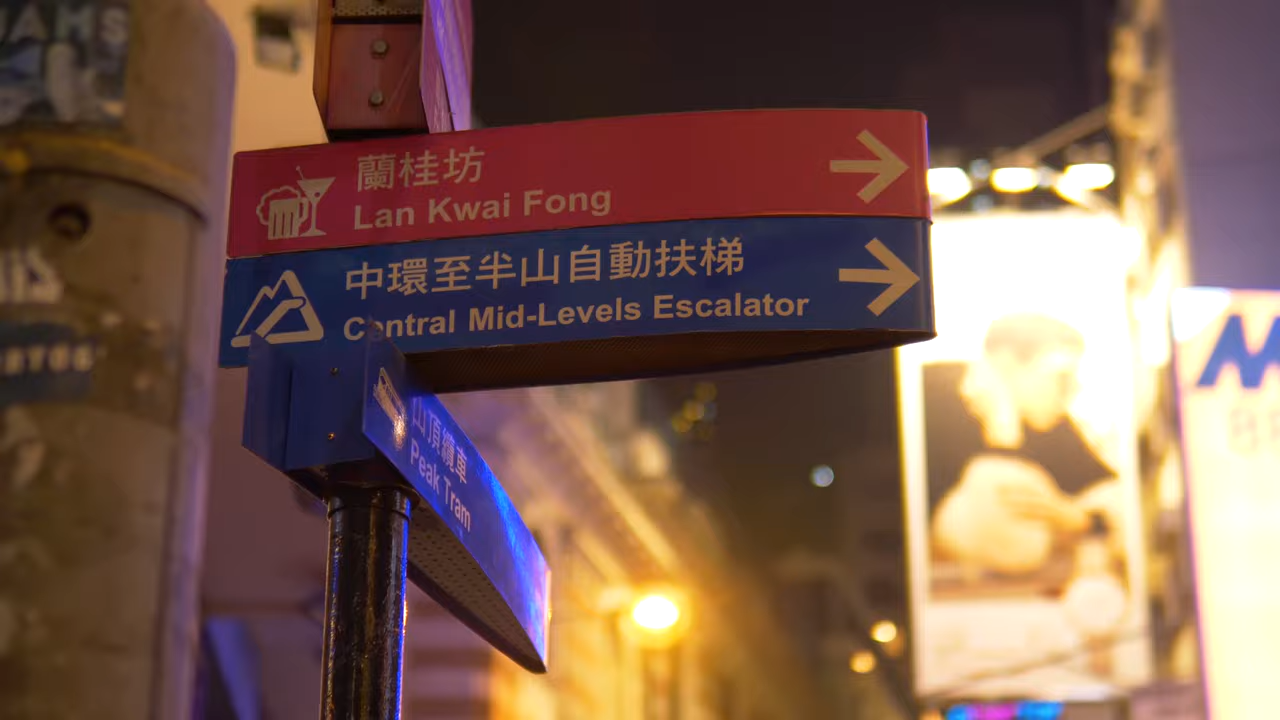 蘭桂坊
Lan Kwai Fong
中環至半山自動扶梯
Central Mid-Levels Escalator
山頂纜車
Peak Tram